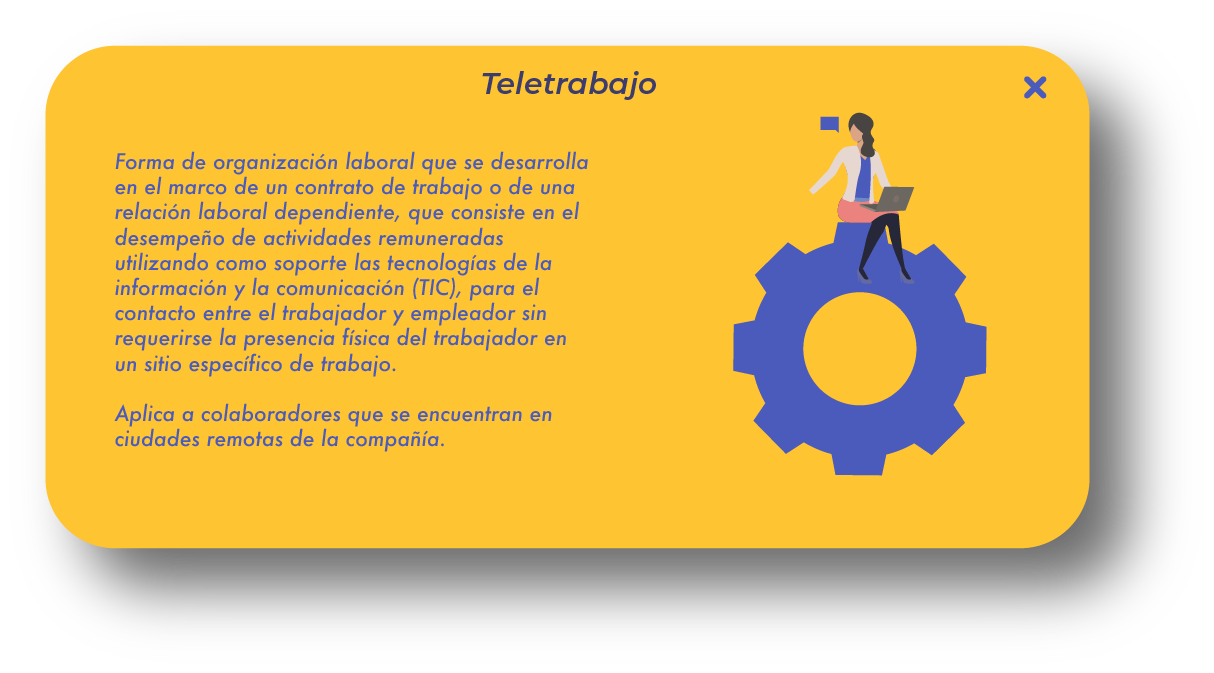 Teletrabajo
Forma de organización laboral que se desarrolla
en el marco de un contrato de trabajo o de una
relación laboral dependiente, que consiste en el
desempeño de actividades remuneradas
utilizando como soporte las tecnologías de la
información y la comunicación (TIC), para el
contacto entre el trabajador y empleador sin
requerirse la presencia física del trabajador en
un sitio específico de trabajo.
Aplica a colaboradores que se encuentran en
ciudades remotas de la compañía.